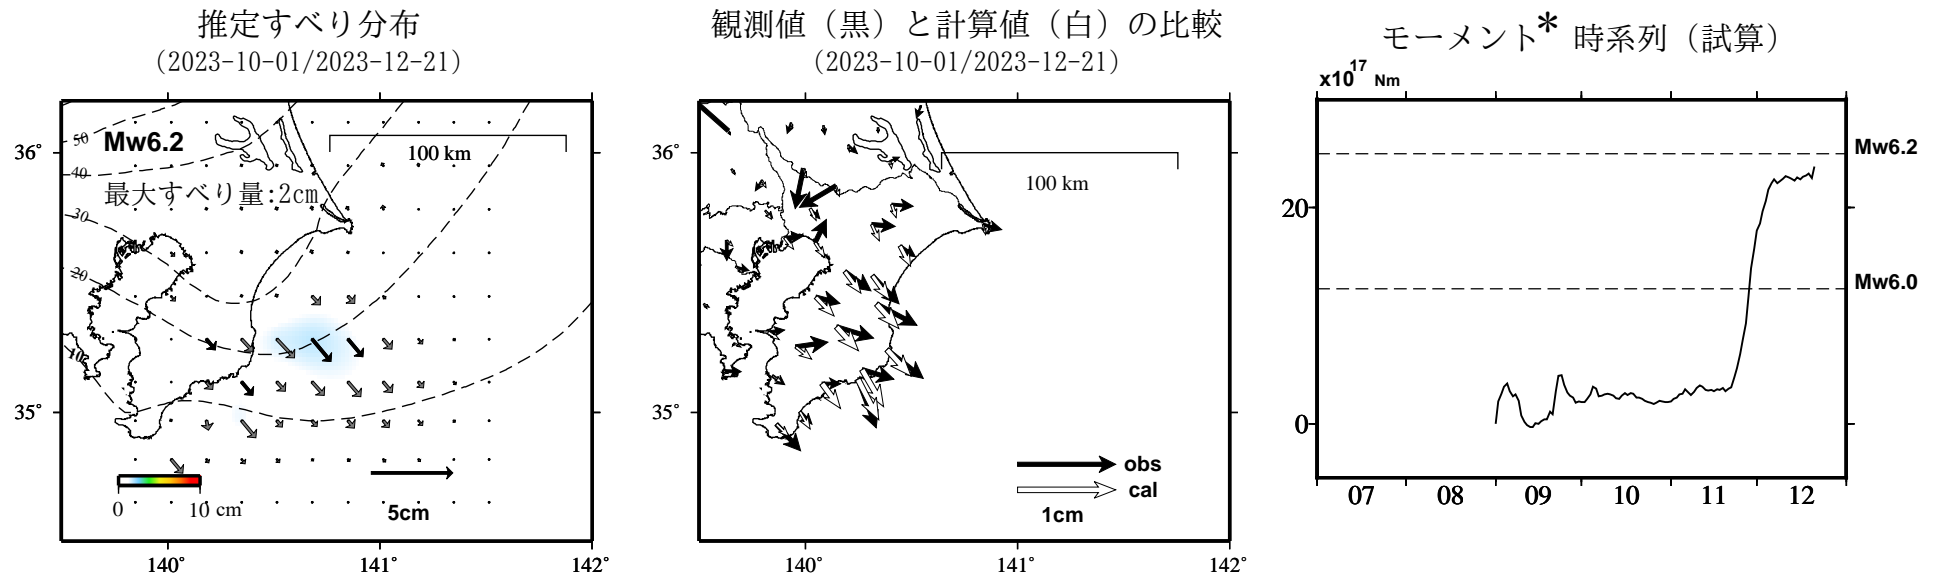 推定すべり分布
(2023-10-01/2023-12-21)
Mw6.2
100 km
最大すべり量:2cm
50
40
30
20
10
36°
35°
0
10 cm
5cm
140°
141°
142°
観測値（黒）と計算値（白）の比較
(2023-10-01/2023-12-21)
100 km
36°
35°
obs
cal
1cm
140°
141°
142°
モーメント* 時系列（試算）
x10^17 Nm
Mw6.2
20
Mw6.0
0
07 08 09 10 11 12